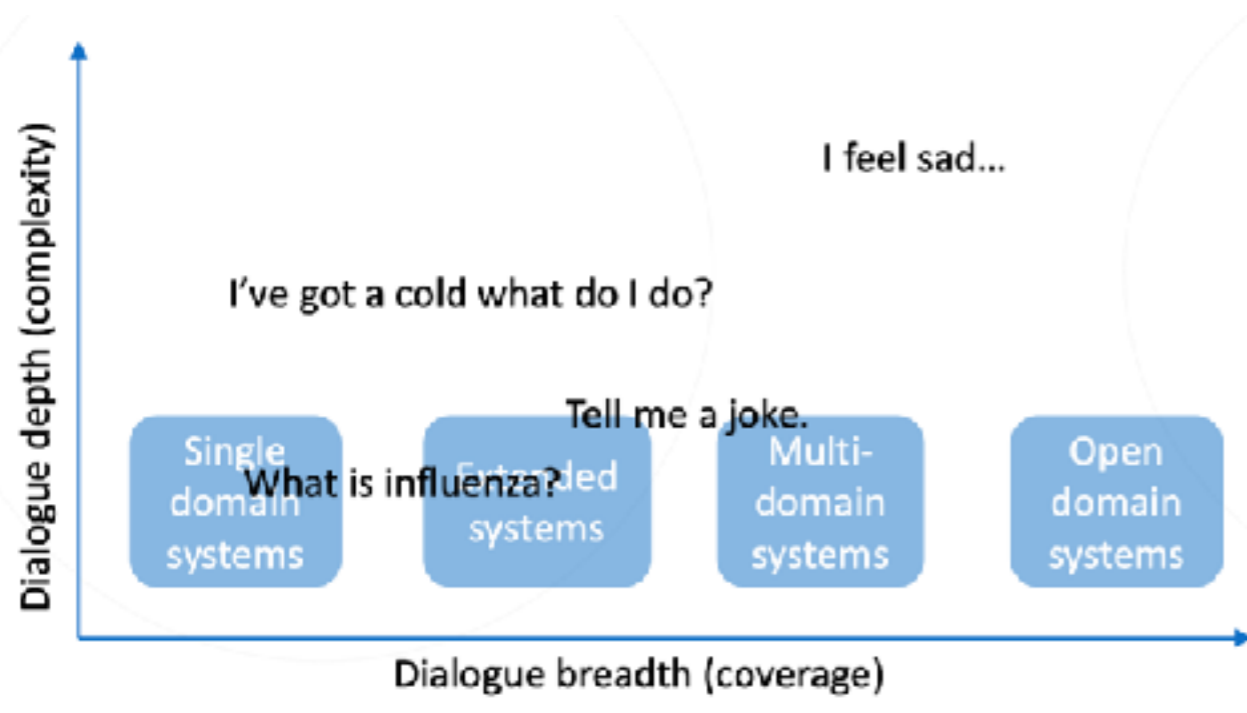 Dialogue depth (complexity)
I feel sad...
I've got a cold what do I do?
Tell me a joke.
What is influenza?
Single
domain
systems
Extended
systems
Multi-
domain
systems
Open
domain
systems
Dialogue breadth (coverage)